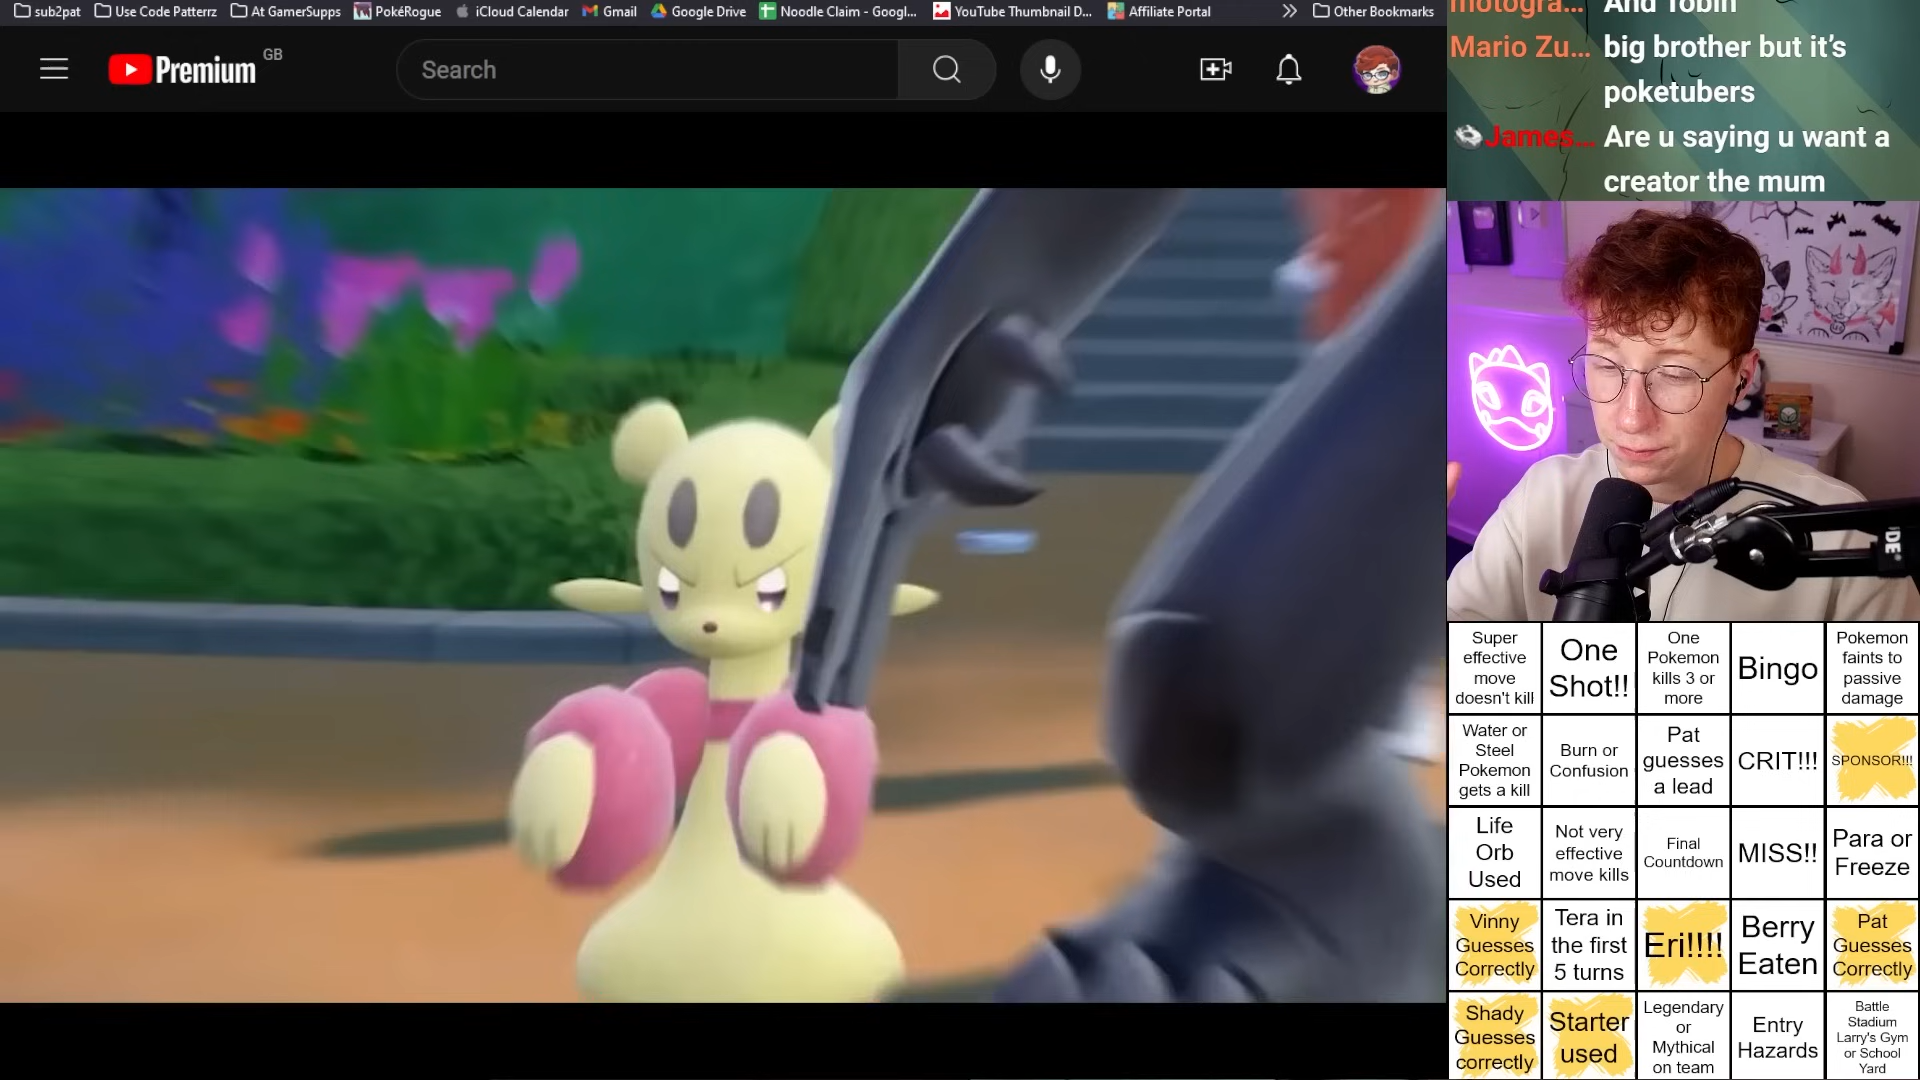 sub2pat Use Code Patterrz At GamerSupps PokéRogue iCloud Calendar Gmail Google Drive Noodle Claim - Googl... YouTube Thumbnail D... Affiliate Portal Other Bookmarks
Premium GB
Search
motogra... And Tobin
Mario Zu... big brother but it's
poketubers
James... Are u saying u want a
creator the mum
Super
effective
move
doesn't kill
One
Shot!!
One
Pokemon
kills 3 or
more
Bingo
Pokemon
faints to
passive
damage
Water or
Steel
Pokemon
gets a kill
Burn or
Confusion
Pat
guesses
a lead
CRIT!!!
SPONSOR!!!
Life
Orb
Used
Not very
effective
move kills
Final
Countdown
MISS!!
Para or
Freeze
Vinny
Guesses
Correctly
Tera in
the first
5 turns
Eri!!!!
Berry
Eaten
Pat
Guesses
Correctly
Shady
Guesses
correctly
Starter
used
Legendary
or
Mythical
on team
Entry
Hazards
Battle
Stadium
Larry's Gym
or School
Yard